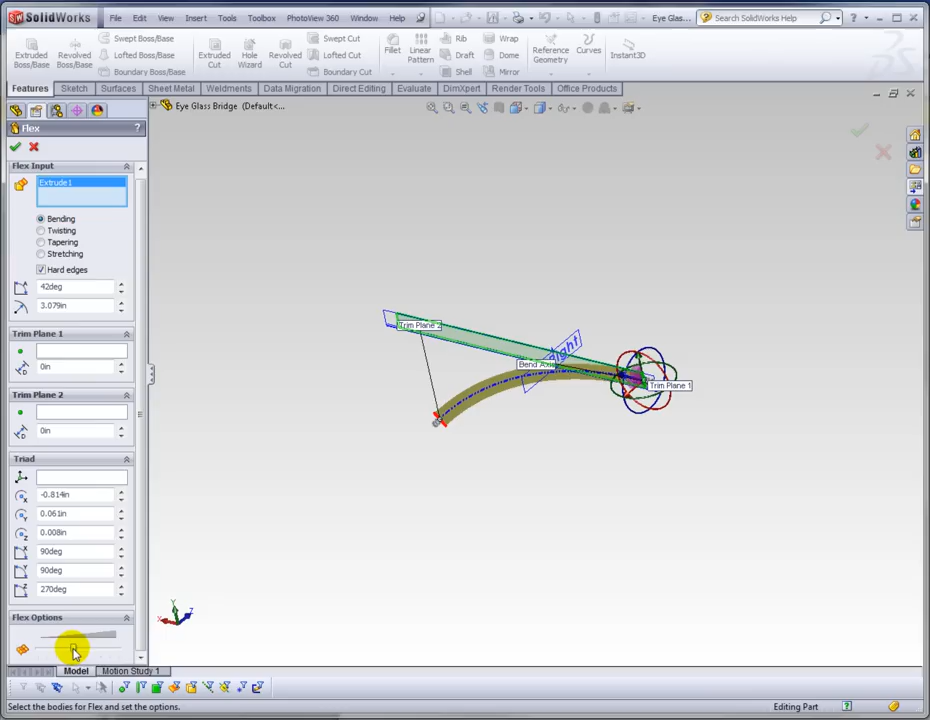 SolidWorks File Edit View Insert Tools Toolbox PhotoView 360 Window Help Eye Glas... Search SolidWorks Help
Extruded Boss/Base Revolved Boss/Base Swept Boss/Base Lofted Boss/Base Boundary Boss/Base Extruded Cut Hole Wizard Revolved Cut Swept Cut Lofted Cut Boundary Cut Fillet Linear Pattern Rib Draft Shell Wrap Dome Mirror Reference Geometry Curves Instant3D
Features Sketch Surfaces Sheet Metal Weldments Data Migration Direct Editing Evaluate DimXpert Render Tools Office Products
Eye Glass Bridge (Default<...
Flex ?
Flex Input
Extrude1
Bending
Twisting
Tapering
Stretching
Hard edges
42deg
3.079in
Trim Plane 1
0in
Trim Plane 2
0in
Triad
-0.814in
0.061in
0.008in
90deg
90deg
270deg
Flex Options
Trim Plane 2
Right
Bend Axis
Trim Plane 1
Y
X
Z
Model Motion Study 1
Select the bodies for Flex and set the options. Editing Part